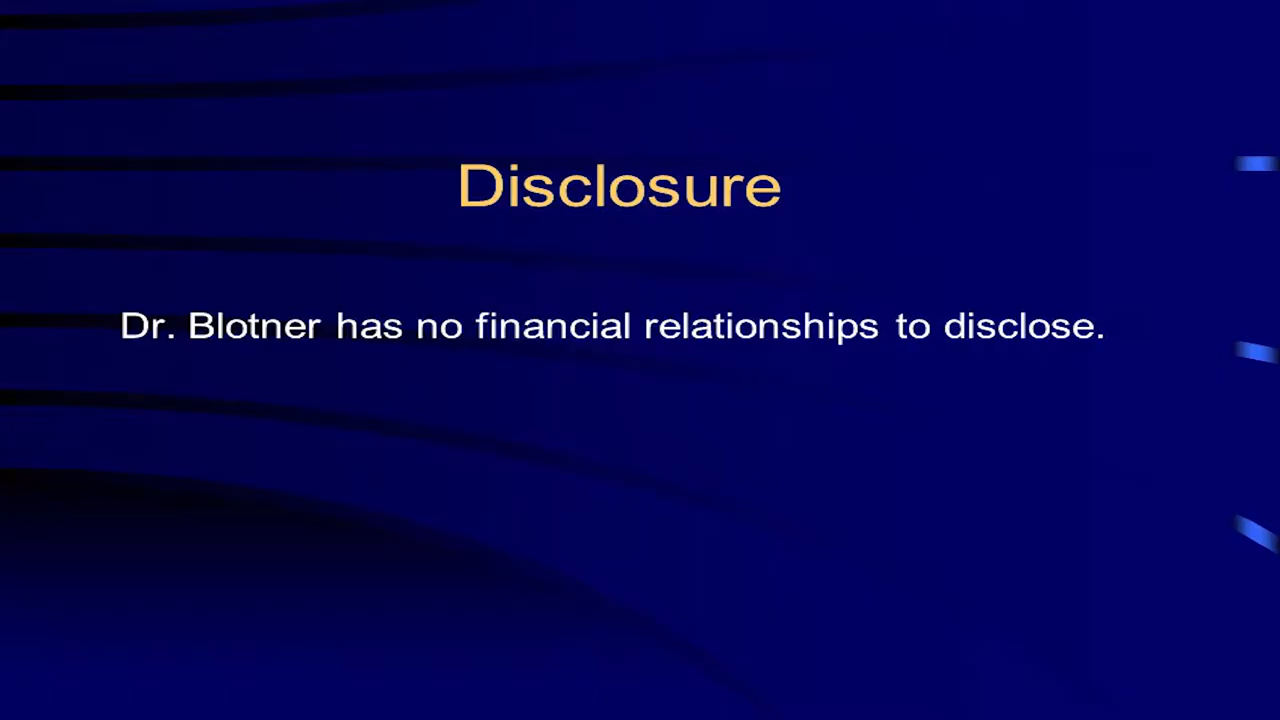 Disclosure
Dr. Blotner has no financial relationships to disclose.